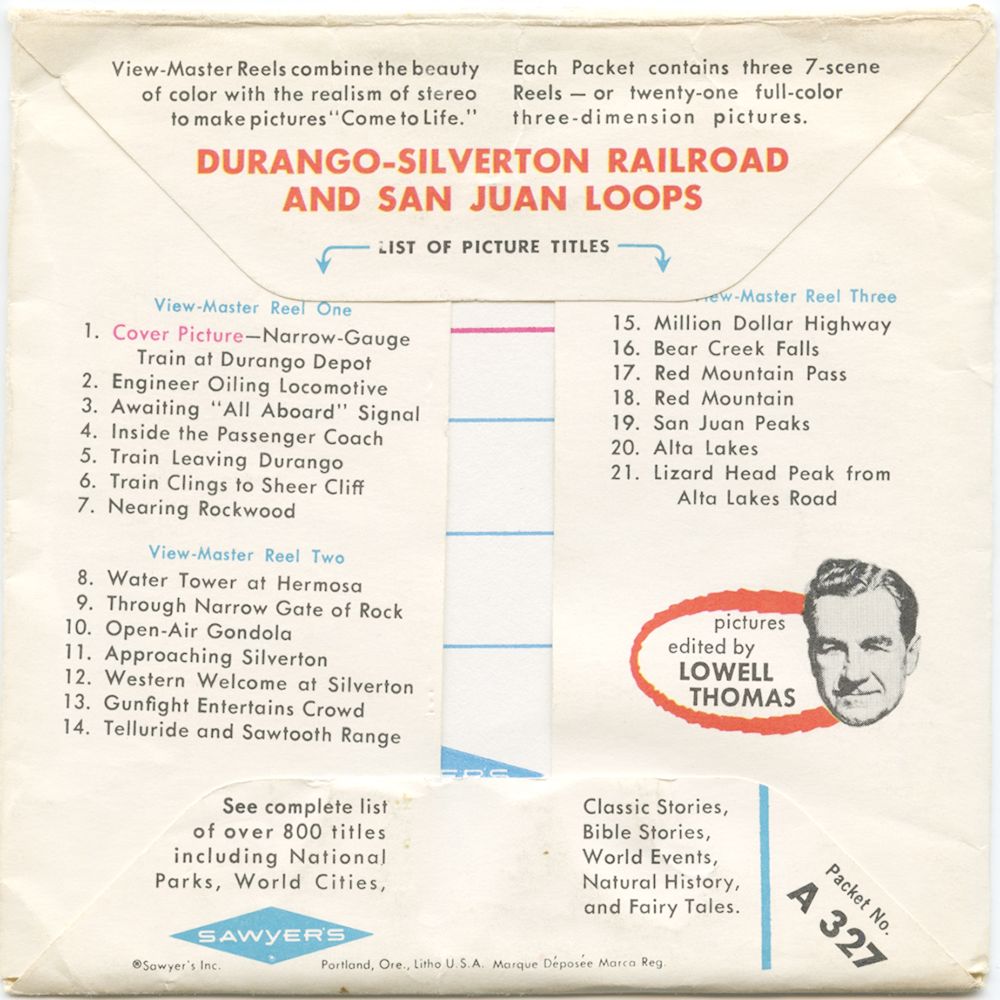 View-Master Reels combine the beauty
of color with the realism of stereo
to make pictures "Come to Life."
Each Packet contains three 7-scene
Reels — or twenty-one full-color
three-dimension pictures.
DURANGO-SILVERTON RAILROAD
AND SAN JUAN LOOPS
LIST OF PICTURE TITLES
View-Master Reel One
1. Cover Picture—Narrow-Gauge
Train at Durango Depot
2. Engineer Oiling Locomotive
3. Awaiting "All Aboard" Signal
4. Inside the Passenger Coach
5. Train Leaving Durango
6. Train Clings to Sheer Cliff
7. Nearing Rockwood
View-Master Reel Two
8. Water Tower at Hermosa
9. Through Narrow Gate of Rock
10. Open-Air Gondola
11. Approaching Silverton
12. Western Welcome at Silverton
13. Gunfight Entertains Crowd
14. Telluride and Sawtooth Range
ew-Master Reel Three
15. Million Dollar Highway
16. Bear Creek Falls
17. Red Mountain Pass
18. Red Mountain
19. San Juan Peaks
20. Alta Lakes
21. Lizard Head Peak from
Alta Lakes Road
pictures
edited by
LOWELL
THOMAS
See complete list
of over 800 titles
including National
Parks, World Cities,
Classic Stories,
Bible Stories,
World Events,
Natural History,
and Fairy Tales.
Packet No.
A 327
SAWYER'S
®Sawyer's Inc.
Portland, Ore., Litho U.S.A. Marque Déposée Marca Reg.